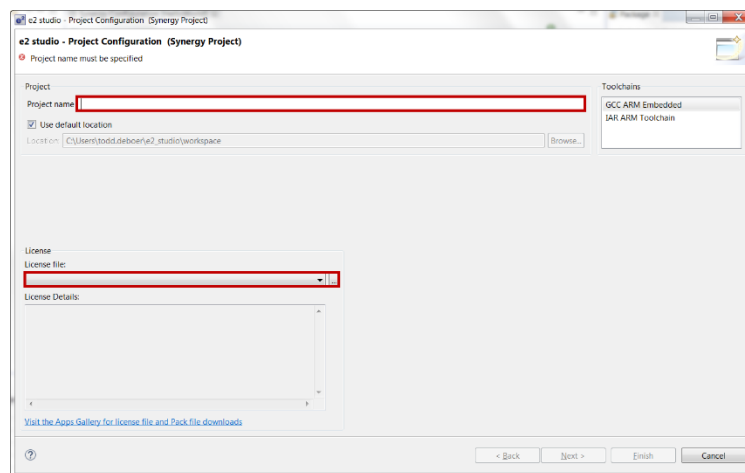 e2 studio - Project Configuration (Synergy Project)
e2 studio - Project Configuration (Synergy Project)
Project name must be specified
Project
Toolchains
Project name
GCC ARM Embedded
IAR ARM Toolchain
Use default location
Location: C:\Users\todd.deboer\e2_studio\workspace
Browse...
License
License file:
...
License Details:
Visit the Apps Gallery for license file and Pack file downloads
?
< Back
Next >
Finish
Cancel